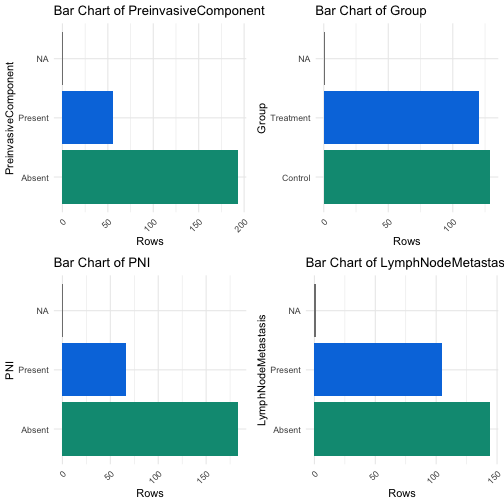 Bar Chart of PreinvasiveComponent
PreinvasiveComponent
NA
Present
Absent
0
50
100
150
200
Rows
Bar Chart of Group
Group
NA
Treatment
Control
0
50
100
Rows
Bar Chart of PNI
PNI
NA
Present
Absent
0
50
100
150
Rows
Bar Chart of LymphNodeMetastas
LymphNodeMetastasis
NA
Present
Absent
0
50
100
150
Rows